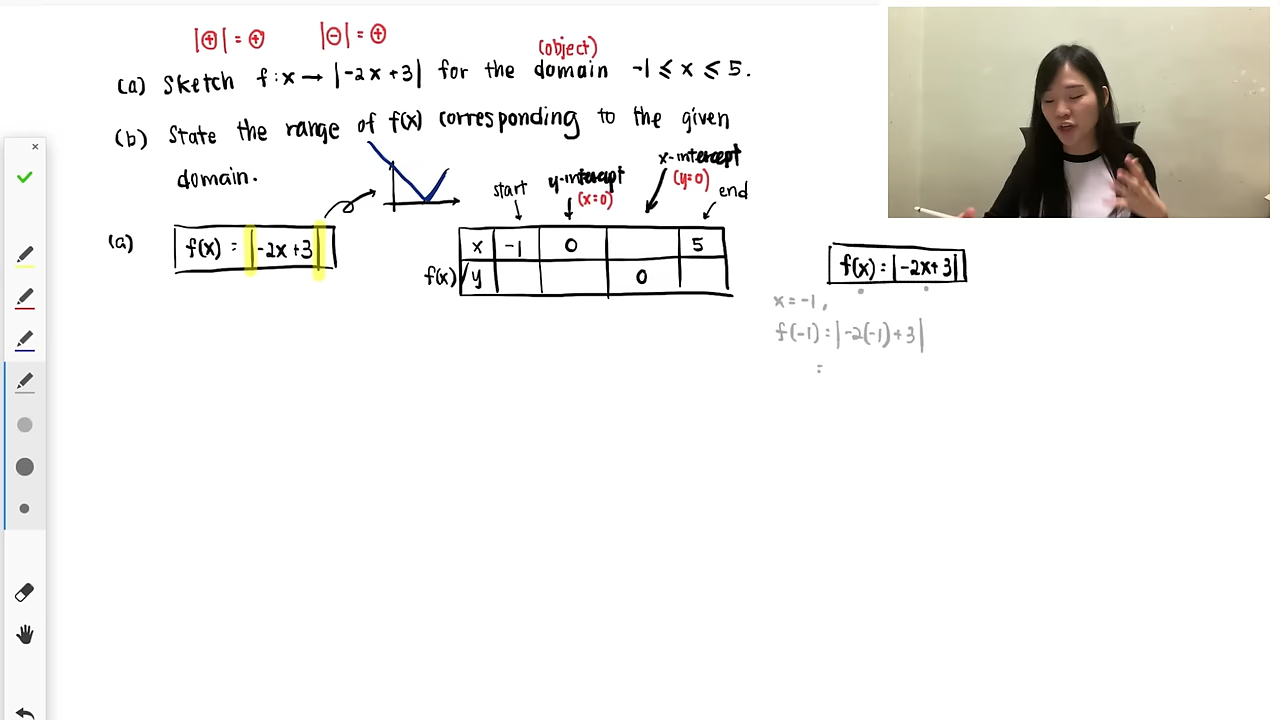 |⊕| = ⊕ |⊖| = ⊕
(object)
(a) Sketch f : x → |-2x + 3| for the domain -1 ≤ x ≤ 5.
(b) State the range of f(x) corresponding to the given
domain.
start y-intercept (x=0) x-intercept (y=0) end
(a) f(x) = |-2x + 3|
x -1 0 5
f(x)/y 0
f(x) = |-2x + 3|
x = -1,
f(-1) = |-2(-1) + 3|
=